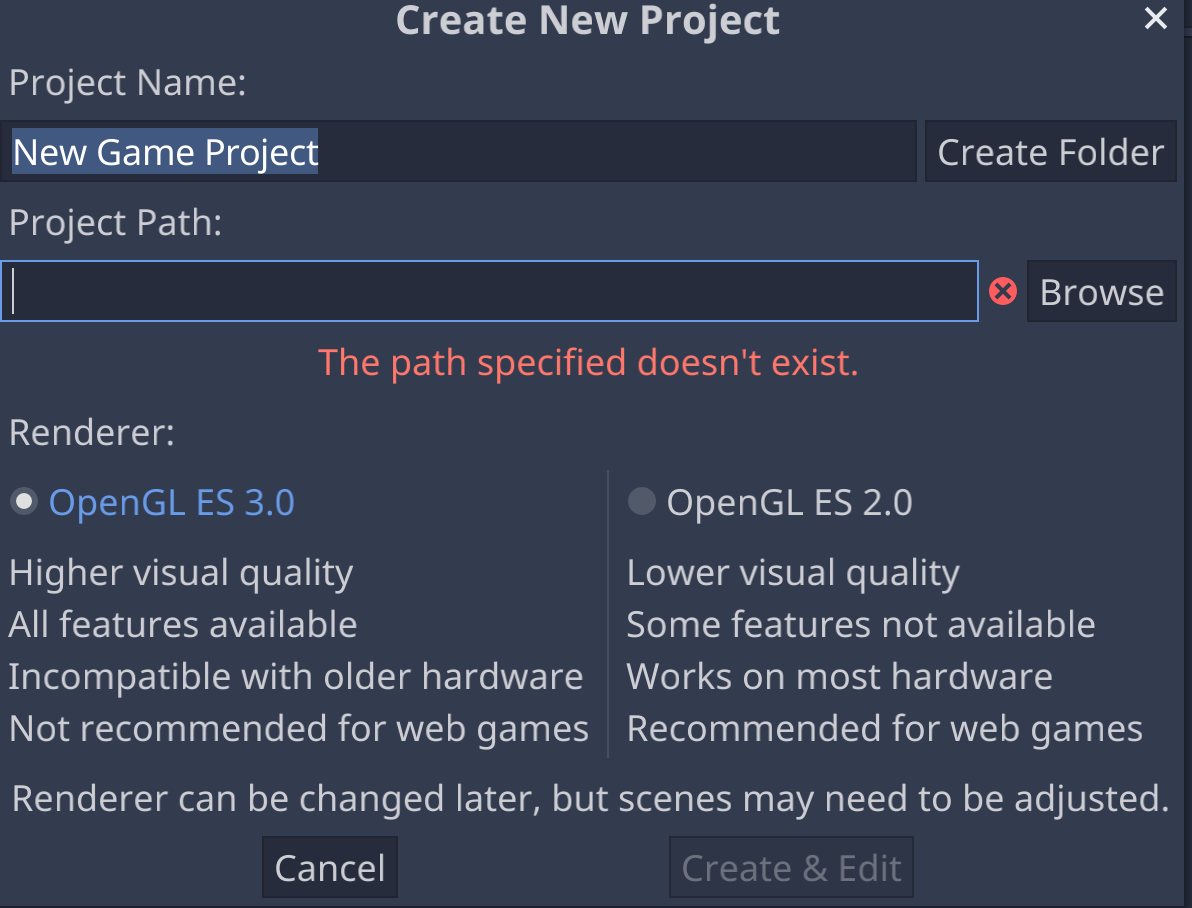 Create New Project
Project Name:
New Game Project Create Folder
Project Path:
Browse
The path specified doesn't exist.
Renderer:
OpenGL ES 3.0 OpenGL ES 2.0
Higher visual quality Lower visual quality
All features available Some features not available
Incompatible with older hardware Works on most hardware
Not recommended for web games Recommended for web games
Renderer can be changed later, but scenes may need to be adjusted.
Cancel Create & Edit